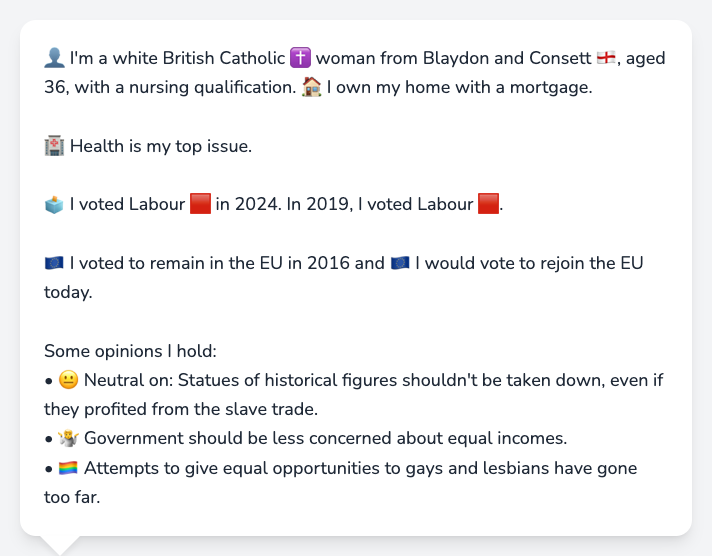 👤 I'm a white British Catholic ✝️ woman from Blaydon and Consett 🏴󠁧󠁢󠁥󠁮󠁧󠁿, aged
36, with a nursing qualification. 🏠 I own my home with a mortgage.
🏥 Health is my top issue.
🗳️ I voted Labour 🟥 in 2024. In 2019, I voted Labour 🟥.
🇪🇺 I voted to remain in the EU in 2016 and 🇪🇺 I would vote to rejoin the EU
today.
Some opinions I hold:
• 😐 Neutral on: Statues of historical figures shouldn't be taken down, even if
they profited from the slave trade.
• 🤷 Government should be less concerned about equal incomes.
• 🏳️‍🌈 Attempts to give equal opportunities to gays and lesbians have gone
too far.